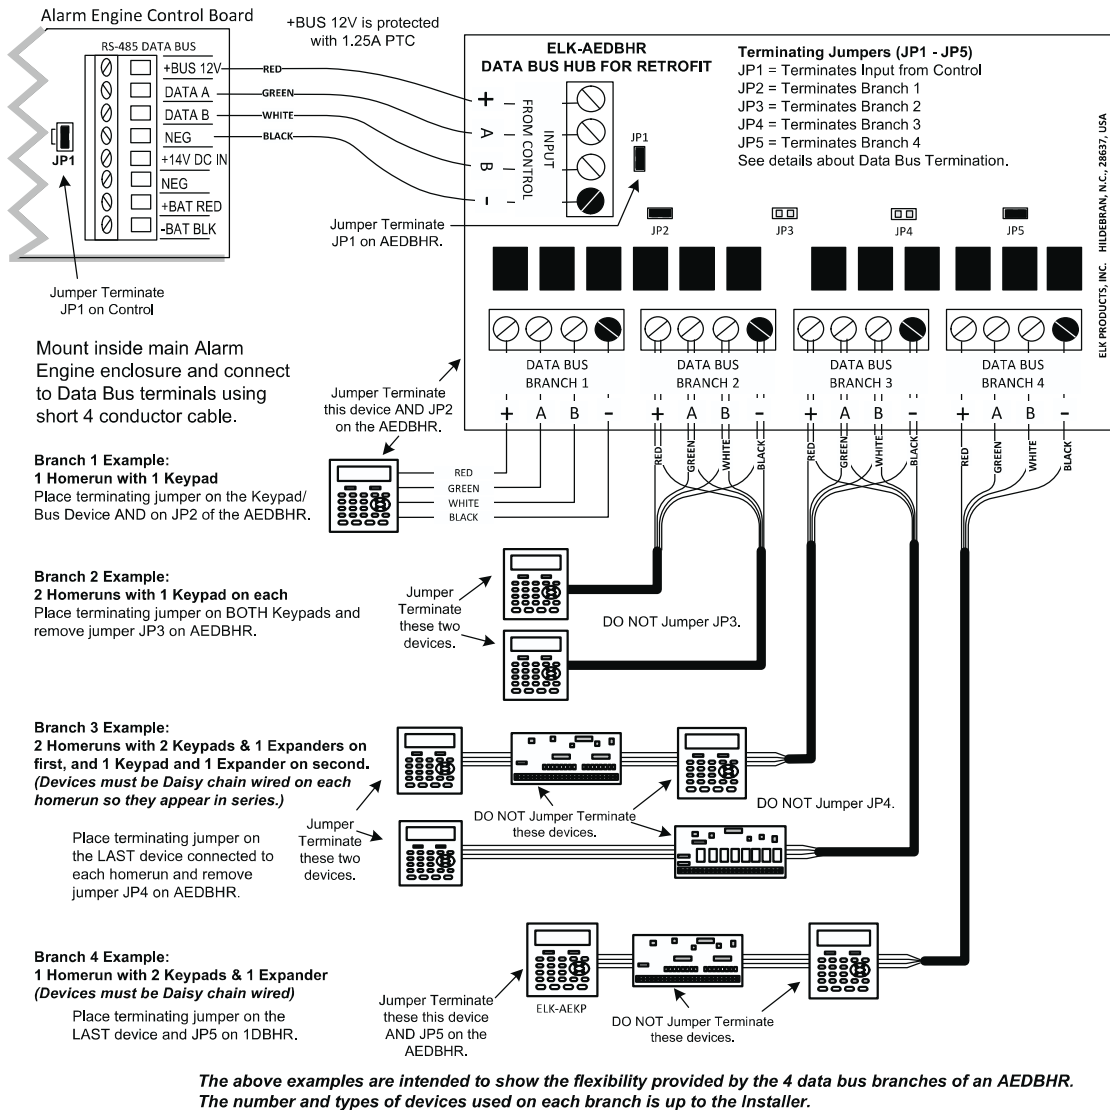 Alarm Engine Control Board
+BUS 12V is protected
with 1.25A PTC
RS-485 DATA BUS
+BUS 12V
DATA A
DATA B
NEG
+14V DC IN
NEG
+BAT RED
-BAT BLK
JP1
RED
GREEN
WHITE
BLACK
Jumper Terminate
JP1 on Control
ELK-AEDBHR
DATA BUS HUB FOR RETROFIT
+
A
B
-
FROM CONTROL
INPUT
JP1
Jumper Terminate
JP1 on AEDBHR.
Terminating Jumpers (JP1 - JP5)
JP1 = Terminates Input from Control
JP2 = Terminates Branch 1
JP3 = Terminates Branch 2
JP4 = Terminates Branch 3
JP5 = Terminates Branch 4
See details about Data Bus Termination.
ELK PRODUCTS, INC. HILDEBRAN, N.C., 28637, USA
JP2
JP3
JP4
JP5
DATA BUS
BRANCH 1
DATA BUS
BRANCH 2
DATA BUS
BRANCH 3
DATA BUS
BRANCH 4
+ A B -
+ A B -
+ A B -
+ A B -
RED
GREEN
WHITE
BLACK
RED
GREEN
WHITE
BLACK
RED
GREEN
WHITE
BLACK
Mount inside main Alarm
Engine enclosure and connect
to Data Bus terminals using
short 4 conductor cable.
Jumper Terminate
this device AND JP2
on the AEDBHR.
Branch 1 Example:
1 Homerun with 1 Keypad
Place terminating jumper on the Keypad/
Bus Device AND on JP2 of the AEDBHR.
RED
GREEN
WHITE
BLACK
Branch 2 Example:
2 Homeruns with 1 Keypad on each
Place terminating jumper on BOTH Keypads and
remove jumper JP3 on AEDBHR.
Jumper
Terminate
these two
devices.
DO NOT Jumper JP3.
Branch 3 Example:
2 Homeruns with 2 Keypads & 1 Expanders on
first, and 1 Keypad and 1 Expander on second.
(Devices must be Daisy chain wired on each
homerun so they appear in series.)
Place terminating jumper on
the LAST device connected to
each homerun and remove
jumper JP4 on AEDBHR.
Jumper
Terminate
these two
devices.
DO NOT Jumper Terminate
these devices.
DO NOT Jumper JP4.
Branch 4 Example:
1 Homerun with 2 Keypads & 1 Expander
(Devices must be Daisy chain wired)
Place terminating jumper on the
LAST device and JP5 on 1DBHR.
ELK-AEKP
Jumper Terminate
these this device
AND JP5 on the
AEDBHR.
DO NOT Jumper Terminate
these devices.
The above examples are intended to show the flexibility provided by the 4 data bus branches of an AEDBHR.
The number and types of devices used on each branch is up to the Installer.